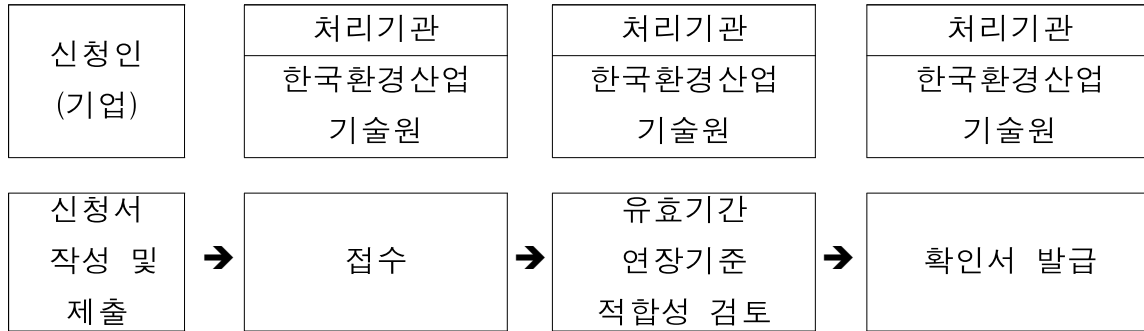 신청인
(기업)
처리기관
한국환경산업
기술원
처리기관
한국환경산업
기술원
처리기관
한국환경산업
기술원
신청서
작성 및
제출
➔
접수
➔
유효기간
연장기준
적합성 검토
➔
확인서 발급